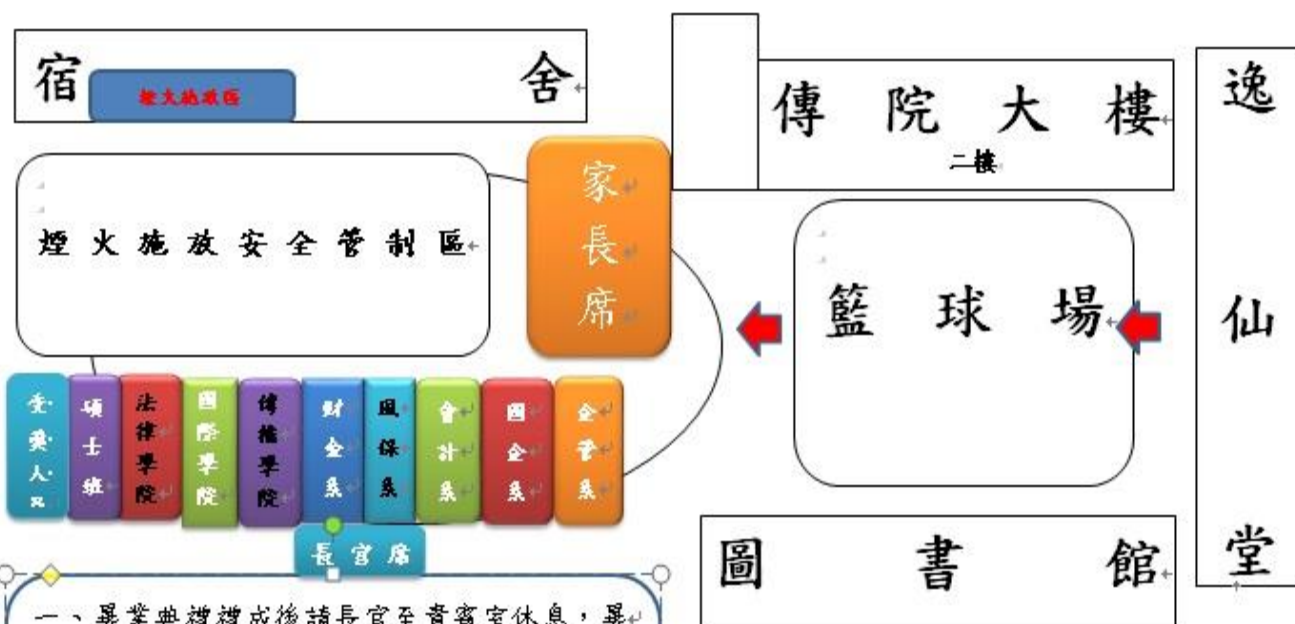 宿舍
煙火施放區
傳院大樓
二樓
逸仙堂
家長席
煙火施放安全管制區
籃球場
受獎人員
碩士班
法律學院
國際學院
傳播學院
財金系
風保系
會計系
國企系
企管系
長官席
圖書館
一、畢業典禮禮成後請長官至貴賓室休息，畢